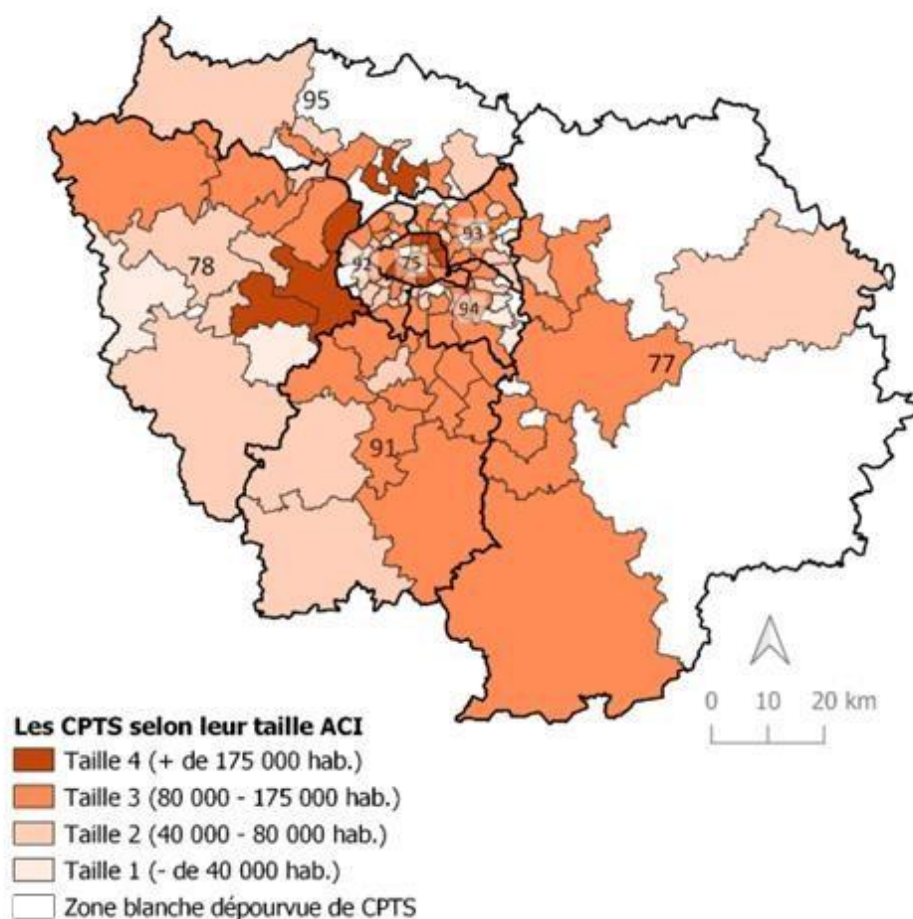 95
78
92
93
75
94
77
91
0 10 20 km
Les CPTS selon leur taille ACI
Taille 4 (+ de 175 000 hab.)
Taille 3 (80 000 - 175 000 hab.)
Taille 2 (40 000 - 80 000 hab.)
Taille 1 (- de 40 000 hab.)
Zone blanche dépourvue de CPTS